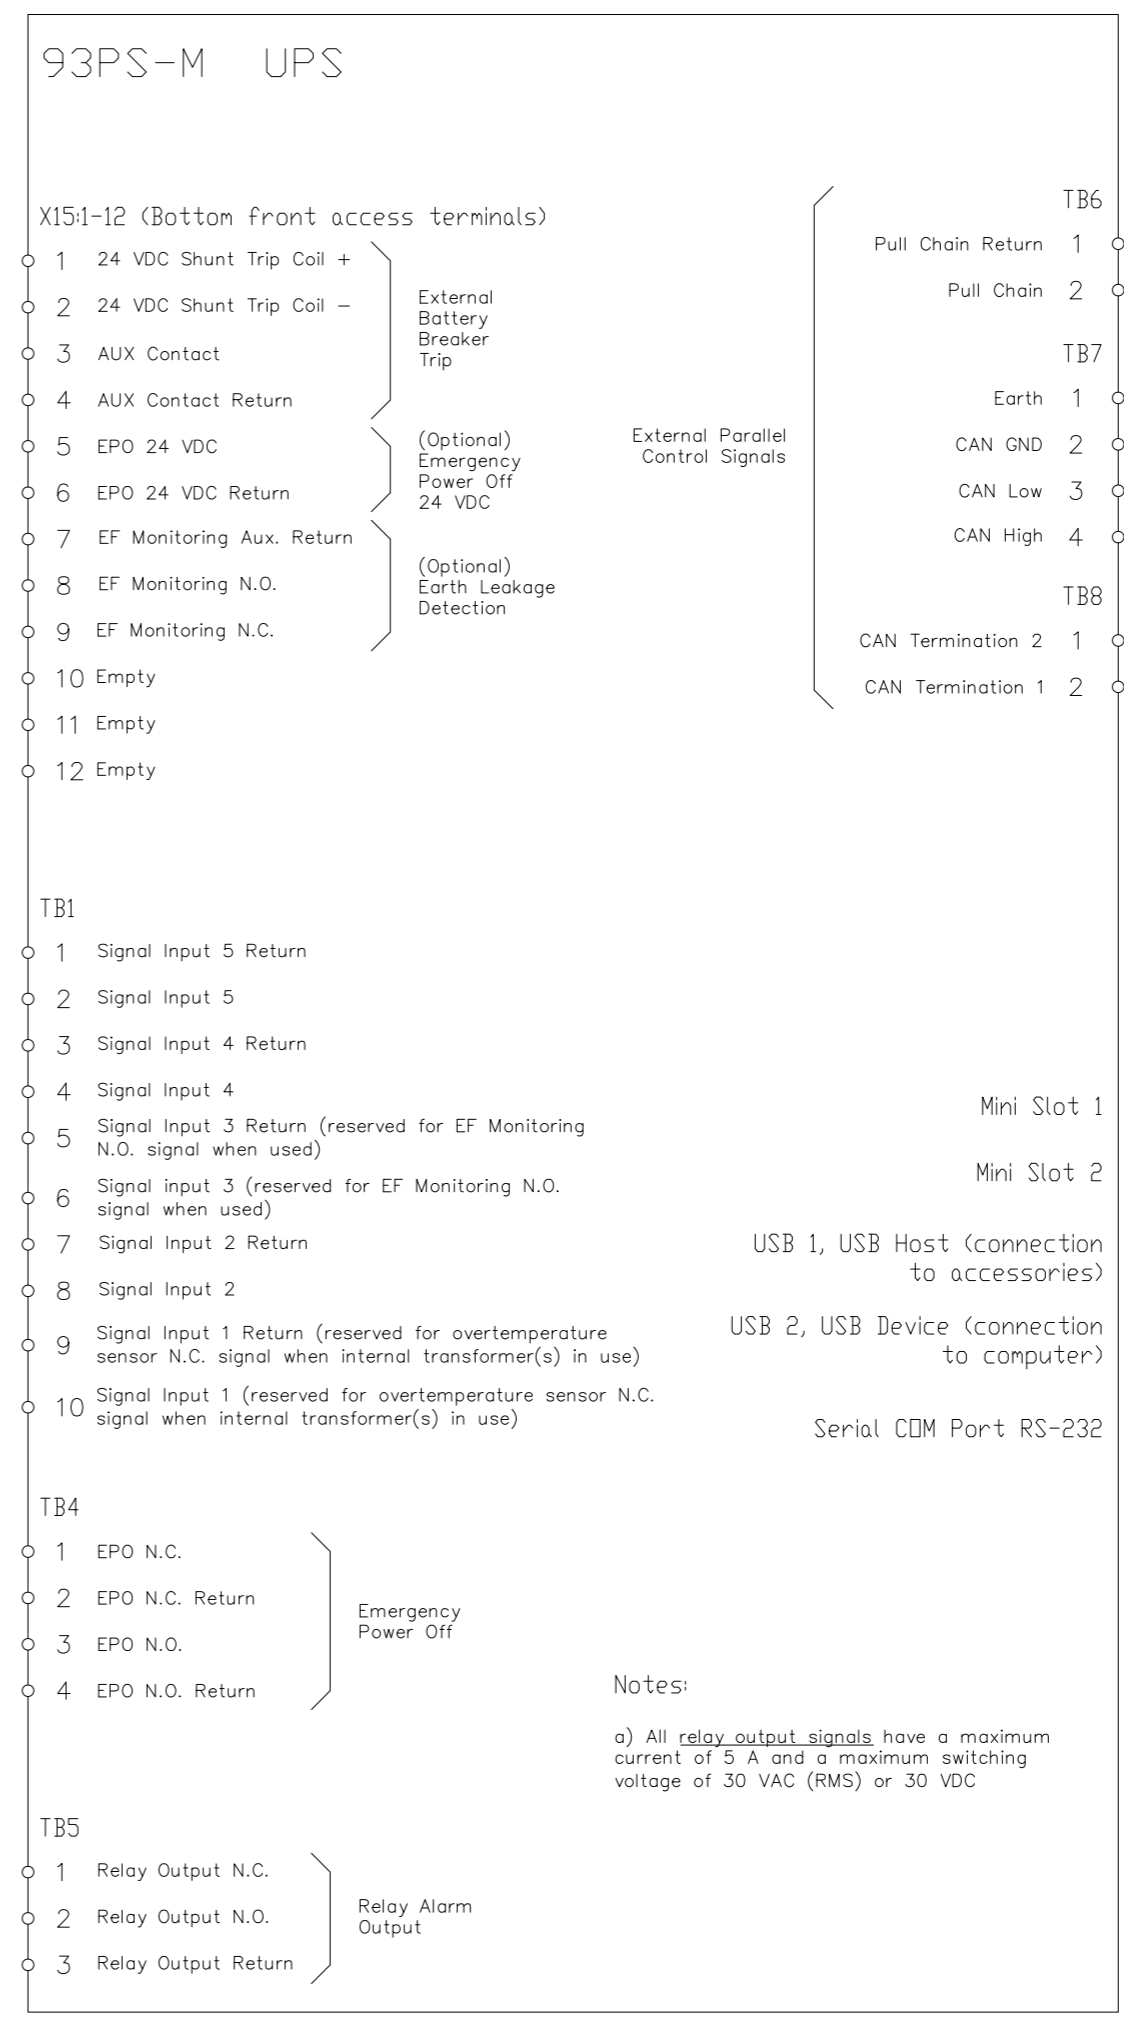 93PS-M UPS
X15:1-12 (Bottom front access terminals)
1 24 VDC Shunt Trip Coil +
2 24 VDC Shunt Trip Coil -
3 AUX Contact
4 AUX Contact Return
External
Battery
Breaker
Trip
5 EPO 24 VDC
6 EPO 24 VDC Return
(Optional)
Emergency
Power Off
24 VDC
7 EF Monitoring Aux. Return
8 EF Monitoring N.O.
9 EF Monitoring N.C.
(Optional)
Earth Leakage
Detection
10 Empty
11 Empty
12 Empty
External Parallel
Control Signals
TB6
Pull Chain Return 1
Pull Chain 2
TB7
Earth 1
CAN GND 2
CAN Low 3
CAN High 4
TB8
CAN Termination 2 1
CAN Termination 1 2
TB1
1 Signal Input 5 Return
2 Signal Input 5
3 Signal Input 4 Return
4 Signal Input 4
5 Signal Input 3 Return (reserved for EF Monitoring
N.O. signal when used)
6 Signal input 3 (reserved for EF Monitoring N.O.
signal when used)
7 Signal Input 2 Return
8 Signal Input 2
9 Signal Input 1 Return (reserved for overtemperature
sensor N.C. signal when internal transformer(s) in use)
10 Signal Input 1 (reserved for overtemperature sensor N.C.
signal when internal transformer(s) in use)
Mini Slot 1
Mini Slot 2
USB 1, USB Host (connection
to accessories)
USB 2, USB Device (connection
to computer)
Serial COM Port RS-232
TB4
1 EPO N.C.
2 EPO N.C. Return
3 EPO N.O.
4 EPO N.O. Return
Emergency
Power Off
Notes:
a) All relay output signals have a maximum
current of 5 A and a maximum switching
voltage of 30 VAC (RMS) or 30 VDC
TB5
1 Relay Output N.C.
2 Relay Output N.O.
3 Relay Output Return
Relay Alarm
Output